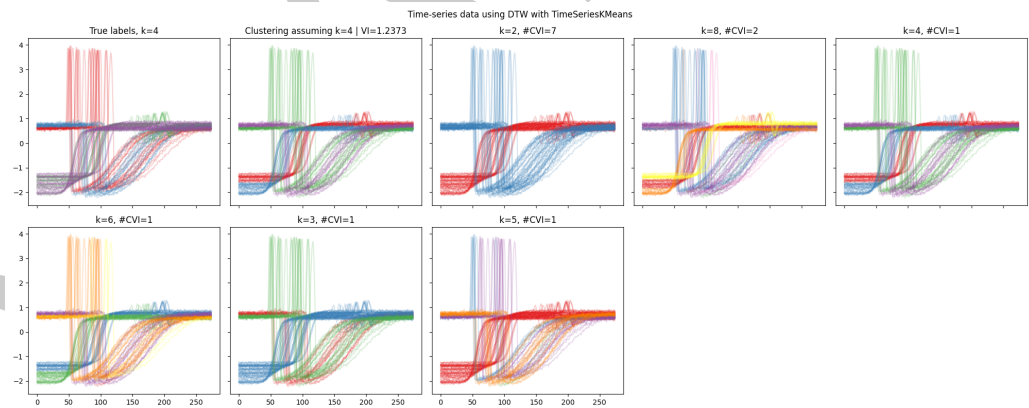 Time-series data using DTW with TimeSeriesKMeans
True labels, k=4
Clustering assuming k=4 | VI=1.2373
k=2, #CVI=7
k=8, #CVI=2
k=4, #CVI=1
4
3
2
1
0
−1
−2
k=6, #CVI=1
k=3, #CVI=1
k=5, #CVI=1
4
3
2
1
0
−1
−2
0 50 100 150 200 250
0 50 100 150 200 250
0 50 100 150 200 250